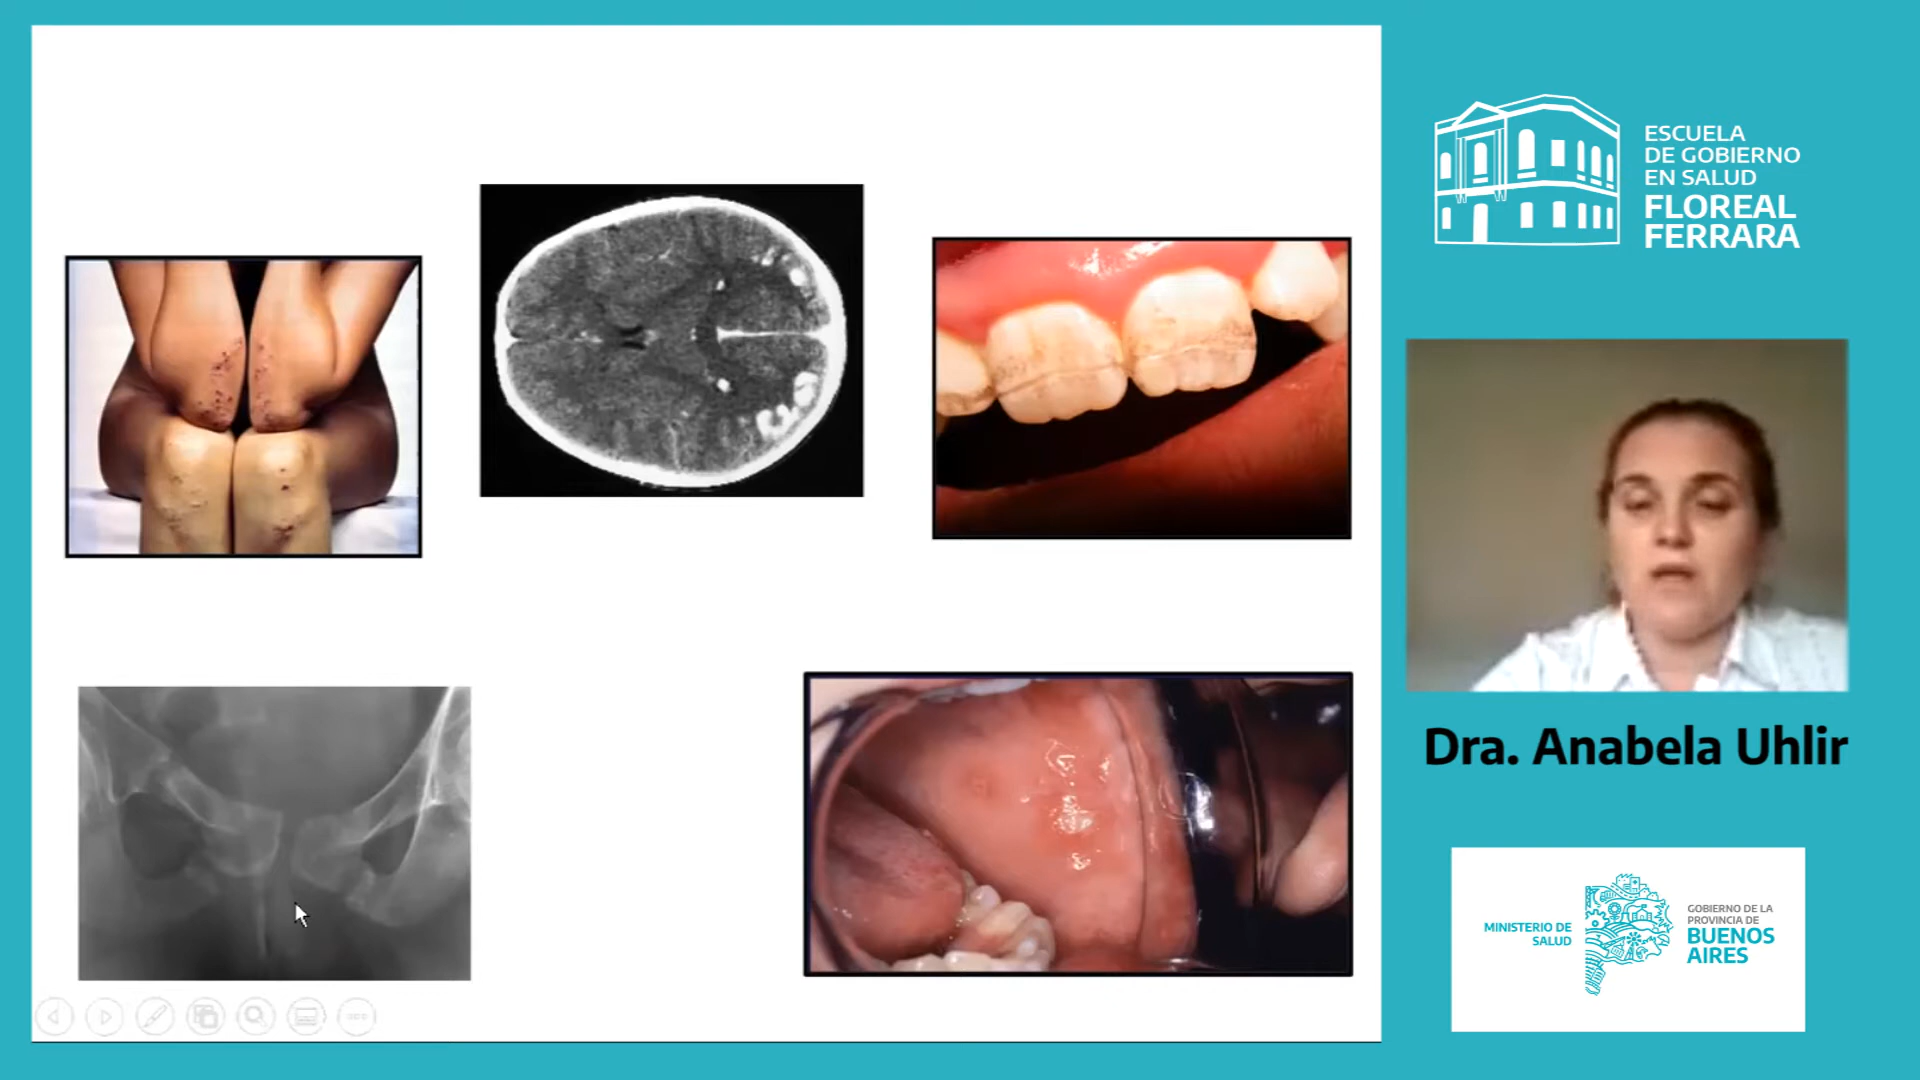 ESCUELA
DE GOBIERNO
EN SALUD
FLOREAL
FERRARA
Dra. Anabela Uhlir
MINISTERIO DE
SALUD
GOBIERNO DE LA
PROVINCIA DE
BUENOS
AIRES